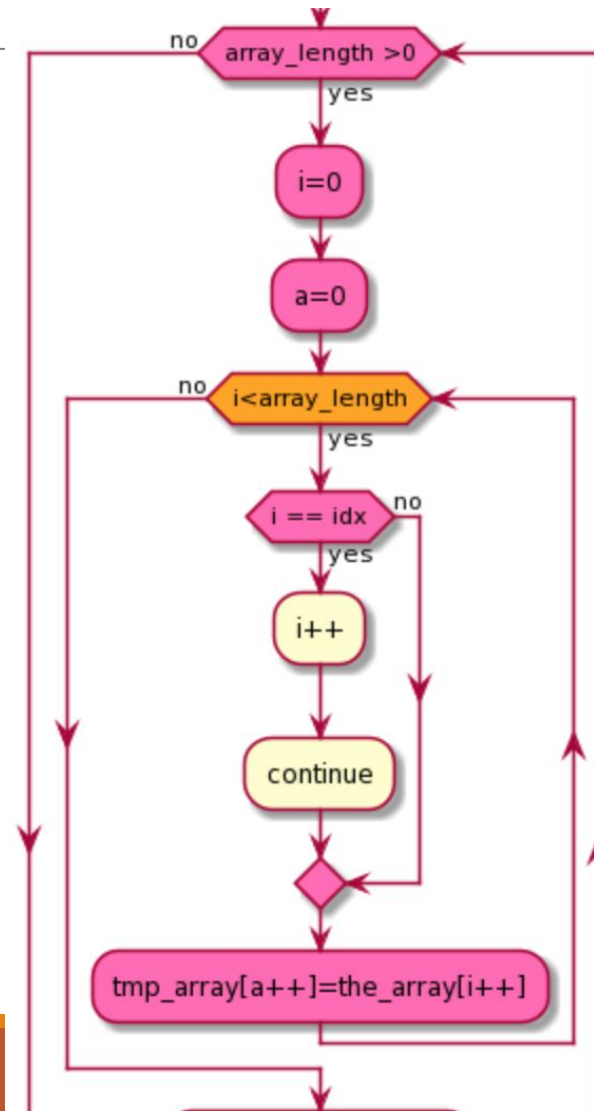 no
array_length >0
yes
i=0
a=0
no
i<array_length
yes
i == idx
no
yes
i++
continue
tmp_array[a++]=the_array[i++]